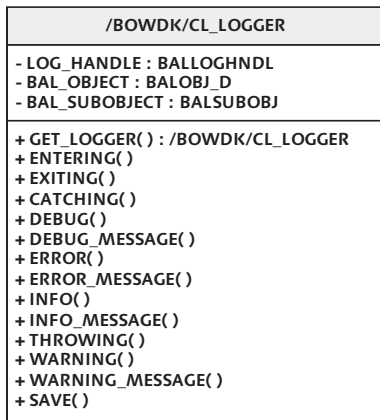 /BOWDK/CL_LOGGER
- LOG_HANDLE : BALLOGHNDL
- BAL_OBJECT : BALOBJ_D
- BAL_SUBOBJECT : BALSUBOBJ
+ GET_LOGGER( ) : /BOWDK/CL_LOGGER
+ ENTERING( )
+ EXITING( )
+ CATCHING( )
+ DEBUG( )
+ DEBUG_MESSAGE( )
+ ERROR( )
+ ERROR_MESSAGE( )
+ INFO( )
+ INFO_MESSAGE( )
+ THROWING( )
+ WARNING( )
+ WARNING_MESSAGE( )
+ SAVE( )